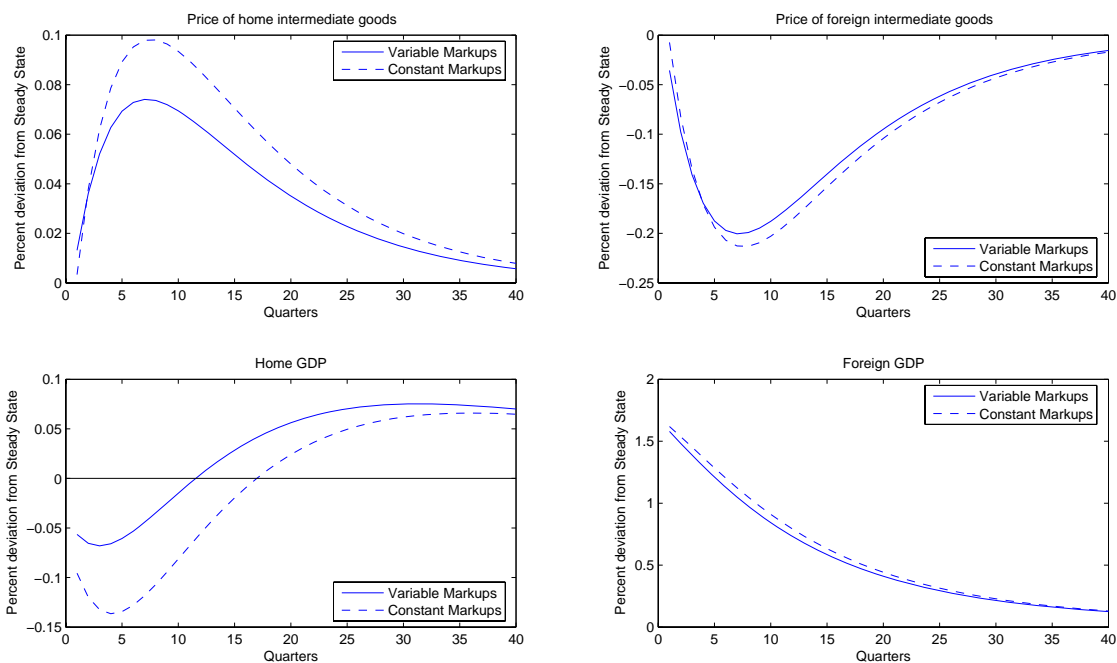 Price of home intermediate goods
Percent deviation from Steady State
0.1
0.08
0.06
0.04
0.02
0
Variable Markups
Constant Markups
0 5 10 15 20 25 30 35 40
Quarters
Price of foreign intermediate goods
Percent deviation from Steady State
0
−0.05
−0.1
−0.15
−0.2
−0.25
Variable Markups
Constant Markups
0 5 10 15 20 25 30 35 40
Quarters
Home GDP
Percent deviation from Steady State
0.1
0.05
0
−0.05
−0.1
−0.15
Variable Markups
Constant Markups
0 5 10 15 20 25 30 35 40
Quarters
Foreign GDP
Percent deviation from Steady State
2
1.5
1
0.5
0
Variable Markups
Constant Markups
0 5 10 15 20 25 30 35 40
Quarters